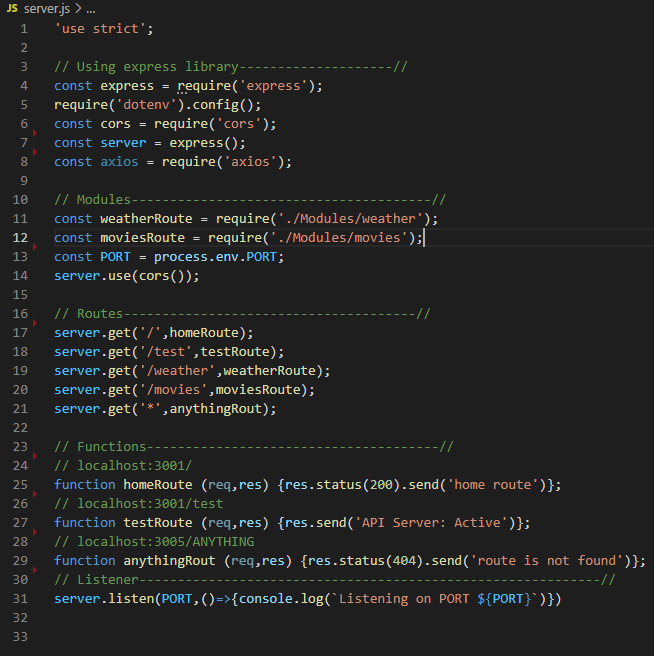 JS server.js > ...
1 'use strict';
2
3 // Using express library--------------------//
4 const express = require('express');
5 require('dotenv').config();
6 const cors = require('cors');
7 const server = express();
8 const axios = require('axios');
9
10 // Modules---------------------------------------//
11 const weatherRoute = require('./Modules/weather');
12 const moviesRoute = require('./Modules/movies');
13 const PORT = process.env.PORT;
14 server.use(cors());
15
16 // Routes--------------------------------------//
17 server.get('/',homeRoute);
18 server.get('/test',testRoute);
19 server.get('/weather',weatherRoute);
20 server.get('/movies',moviesRoute);
21 server.get('*',anythingRout);
22
23 // Functions--------------------------------------//
24 // localhost:3001/
25 function homeRoute (req,res) {res.status(200).send('home route')};
26 // localhost:3001/test
27 function testRoute (req,res) {res.send('API Server: Active')};
28 // localhost:3005/ANYTHING
29 function anythingRout (req,res) {res.status(404).send('route is not found')};
30 // Listener------------------------------------------------------------//
31 server.listen(PORT,()=>{console.log(`Listening on PORT ${PORT}`)})
32
33